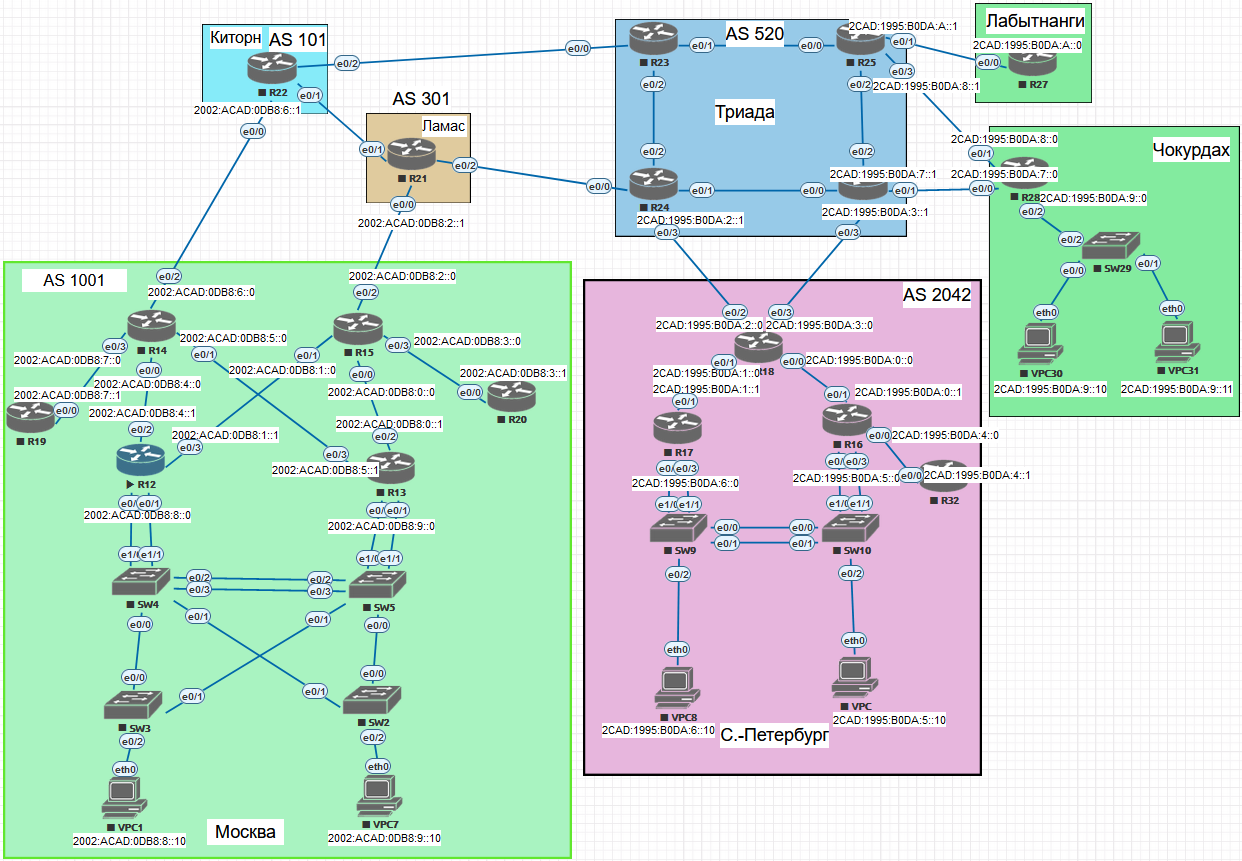 Киторн
AS 101
e0/2
R22
e0/1
2002:ACAD:0DB8:6::1
e0/0
AS 301
Ламас
e0/1
e0/2
R21
e0/0
2002:ACAD:0DB8:2::1
AS 520
e0/0
e0/1
e0/0
2CAD:1995:B0DA:A::1
e0/1
R23
R25
e0/3
e0/2
e0/2
2CAD:1995:B0DA:8::1
Триада
e0/2
e0/2
2CAD:1995:B0DA:7::1
e0/0
e0/1
e0/0
e0/1
R24
2CAD:1995:B0DA:2::1
2CAD:1995:B0DA:3::1
e0/3
e0/3
Лабытнанги
2CAD:1995:B0DA:A::0
e0/0
R27
2CAD:1995:B0DA:8::0
e0/1
Чокурдах
2CAD:1995:B0DA:7::0
e0/0
R28
2CAD:1995:B0DA:9::0
e0/2
e0/2
SW29
e0/0
e0/1
eth0
eth0
VPC30
VPC31
2CAD:1995:B0DA:9::10
2CAD:1995:B0DA:9::11
AS 1001
e0/2
2002:ACAD:0DB8:6::0
2002:ACAD:0DB8:2::0
e0/2
R14
R15
e0/3
2002:ACAD:0DB8:5::0
e0/1
e0/1
e0/3
2002:ACAD:0DB8:3::0
2002:ACAD:0DB8:7::0
e0/0
2002:ACAD:0DB8:1::0
e0/0
2002:ACAD:0DB8:3::1
2002:ACAD:0DB8:4::0
2002:ACAD:0DB8:0::0
e0/0
2002:ACAD:0DB8:7::1
e0/0
R19
R20
2002:ACAD:0DB8:4::1
2002:ACAD:0DB8:0::1
e0/2
2002:ACAD:0DB8:1::1
e0/2
e0/3
e0/3
2002:ACAD:0DB8:5::1
R12
R13
e0/1
e0/1
2002:ACAD:0DB8:8::0
2002:ACAD:0DB8:9::0
e1/1
e1/1
e0/2
e0/2
e0/3
e0/3
SW4
SW5
e0/0
e0/1
e0/1
e0/0
e0/0
e0/1
e0/1
e0/0
SW3
SW2
e0/2
e0/2
eth0
eth0
VPC1
VPC7
2002:ACAD:0DB8:8::10
2002:ACAD:0DB8:9::10
Москва
AS 2042
e0/2
e0/3
2CAD:1995:B0DA:2::0
2CAD:1995:B0DA:3::0
e0/1
e0/0
2CAD:1995:B0DA:0::0
2CAD:1995:B0DA:1::0
2CAD:1995:B0DA:1::1
e0/1
e0/1
2CAD:1995:B0DA:0::1
R17
R16
e0/0
2CAD:1995:B0DA:4::0
e0/3
e0/3
e0/0
2CAD:1995:B0DA:4::1
R32
2CAD:1995:B0DA:6::0
2CAD:1995:B0DA:5::0
e1/1
e1/1
e0/0
e0/0
e0/1
e0/1
SW9
SW10
e0/2
e0/2
eth0
eth0
VPC8
VPC
2CAD:1995:B0DA:6::10
2CAD:1995:B0DA:5::10
С.-Петербург